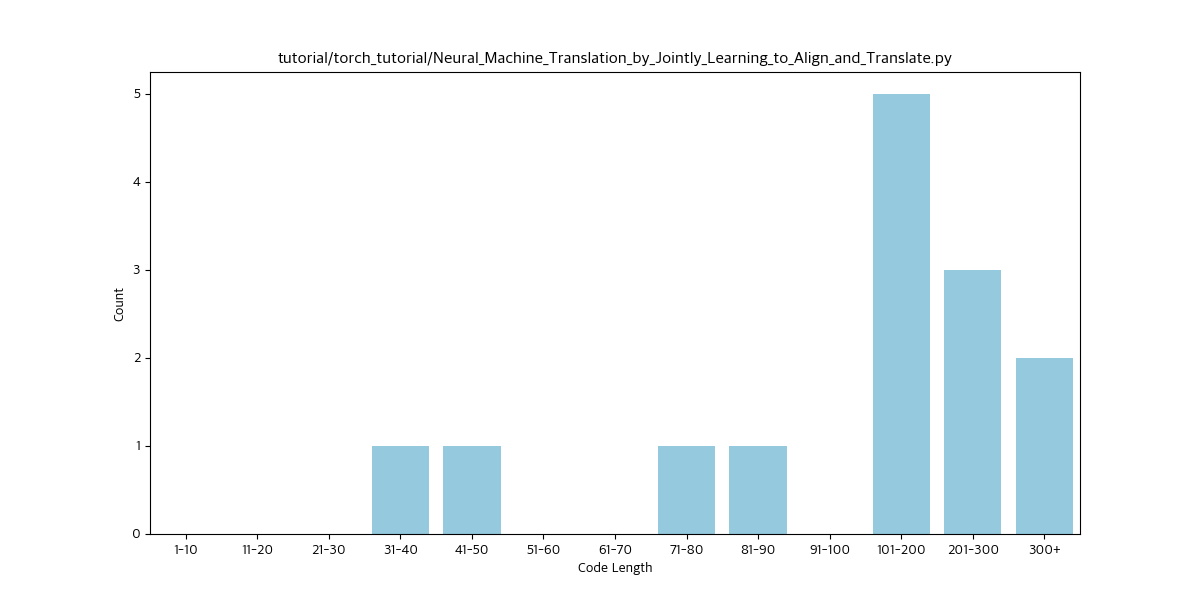 tutorial/torch_tutorial/Neural_Machine_Translation_by_Jointly_Learning_to_Align_and_Translate.py
5
4
3
2
1
0
Count
1-10 11-20 21-30 31-40 41-50 51-60 61-70 71-80 81-90 91-100 101-200 201-300 300+
Code Length